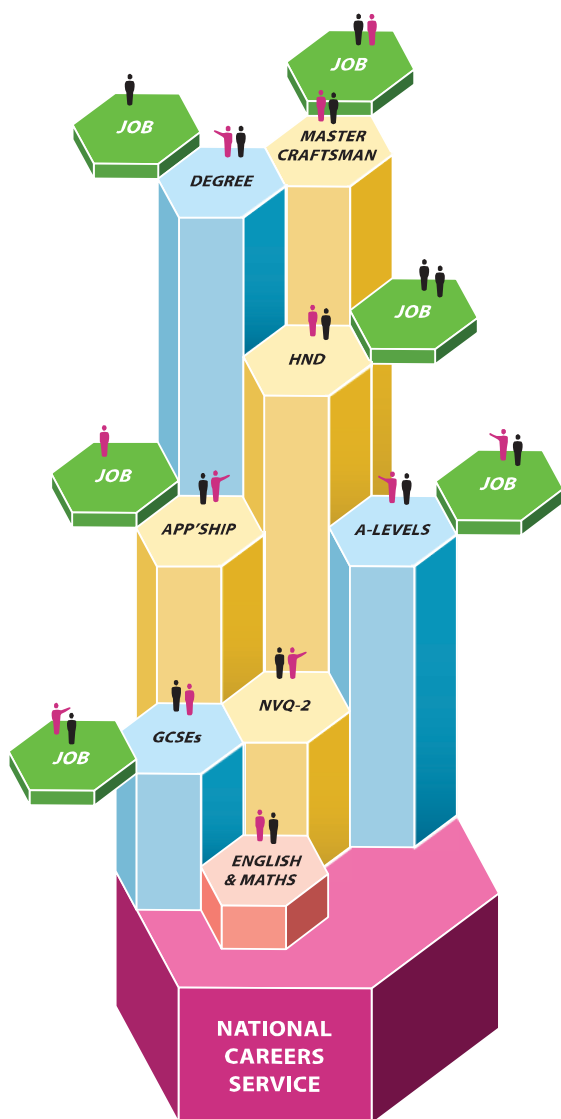 JOB
JOB
MASTER
CRAFTSMAN
DEGREE
JOB
HND
JOB
JOB
APP'SHIP
A-LEVELS
NVQ-2
GCSEs
JOB
ENGLISH
& MATHS
NATIONAL
CAREERS
SERVICE